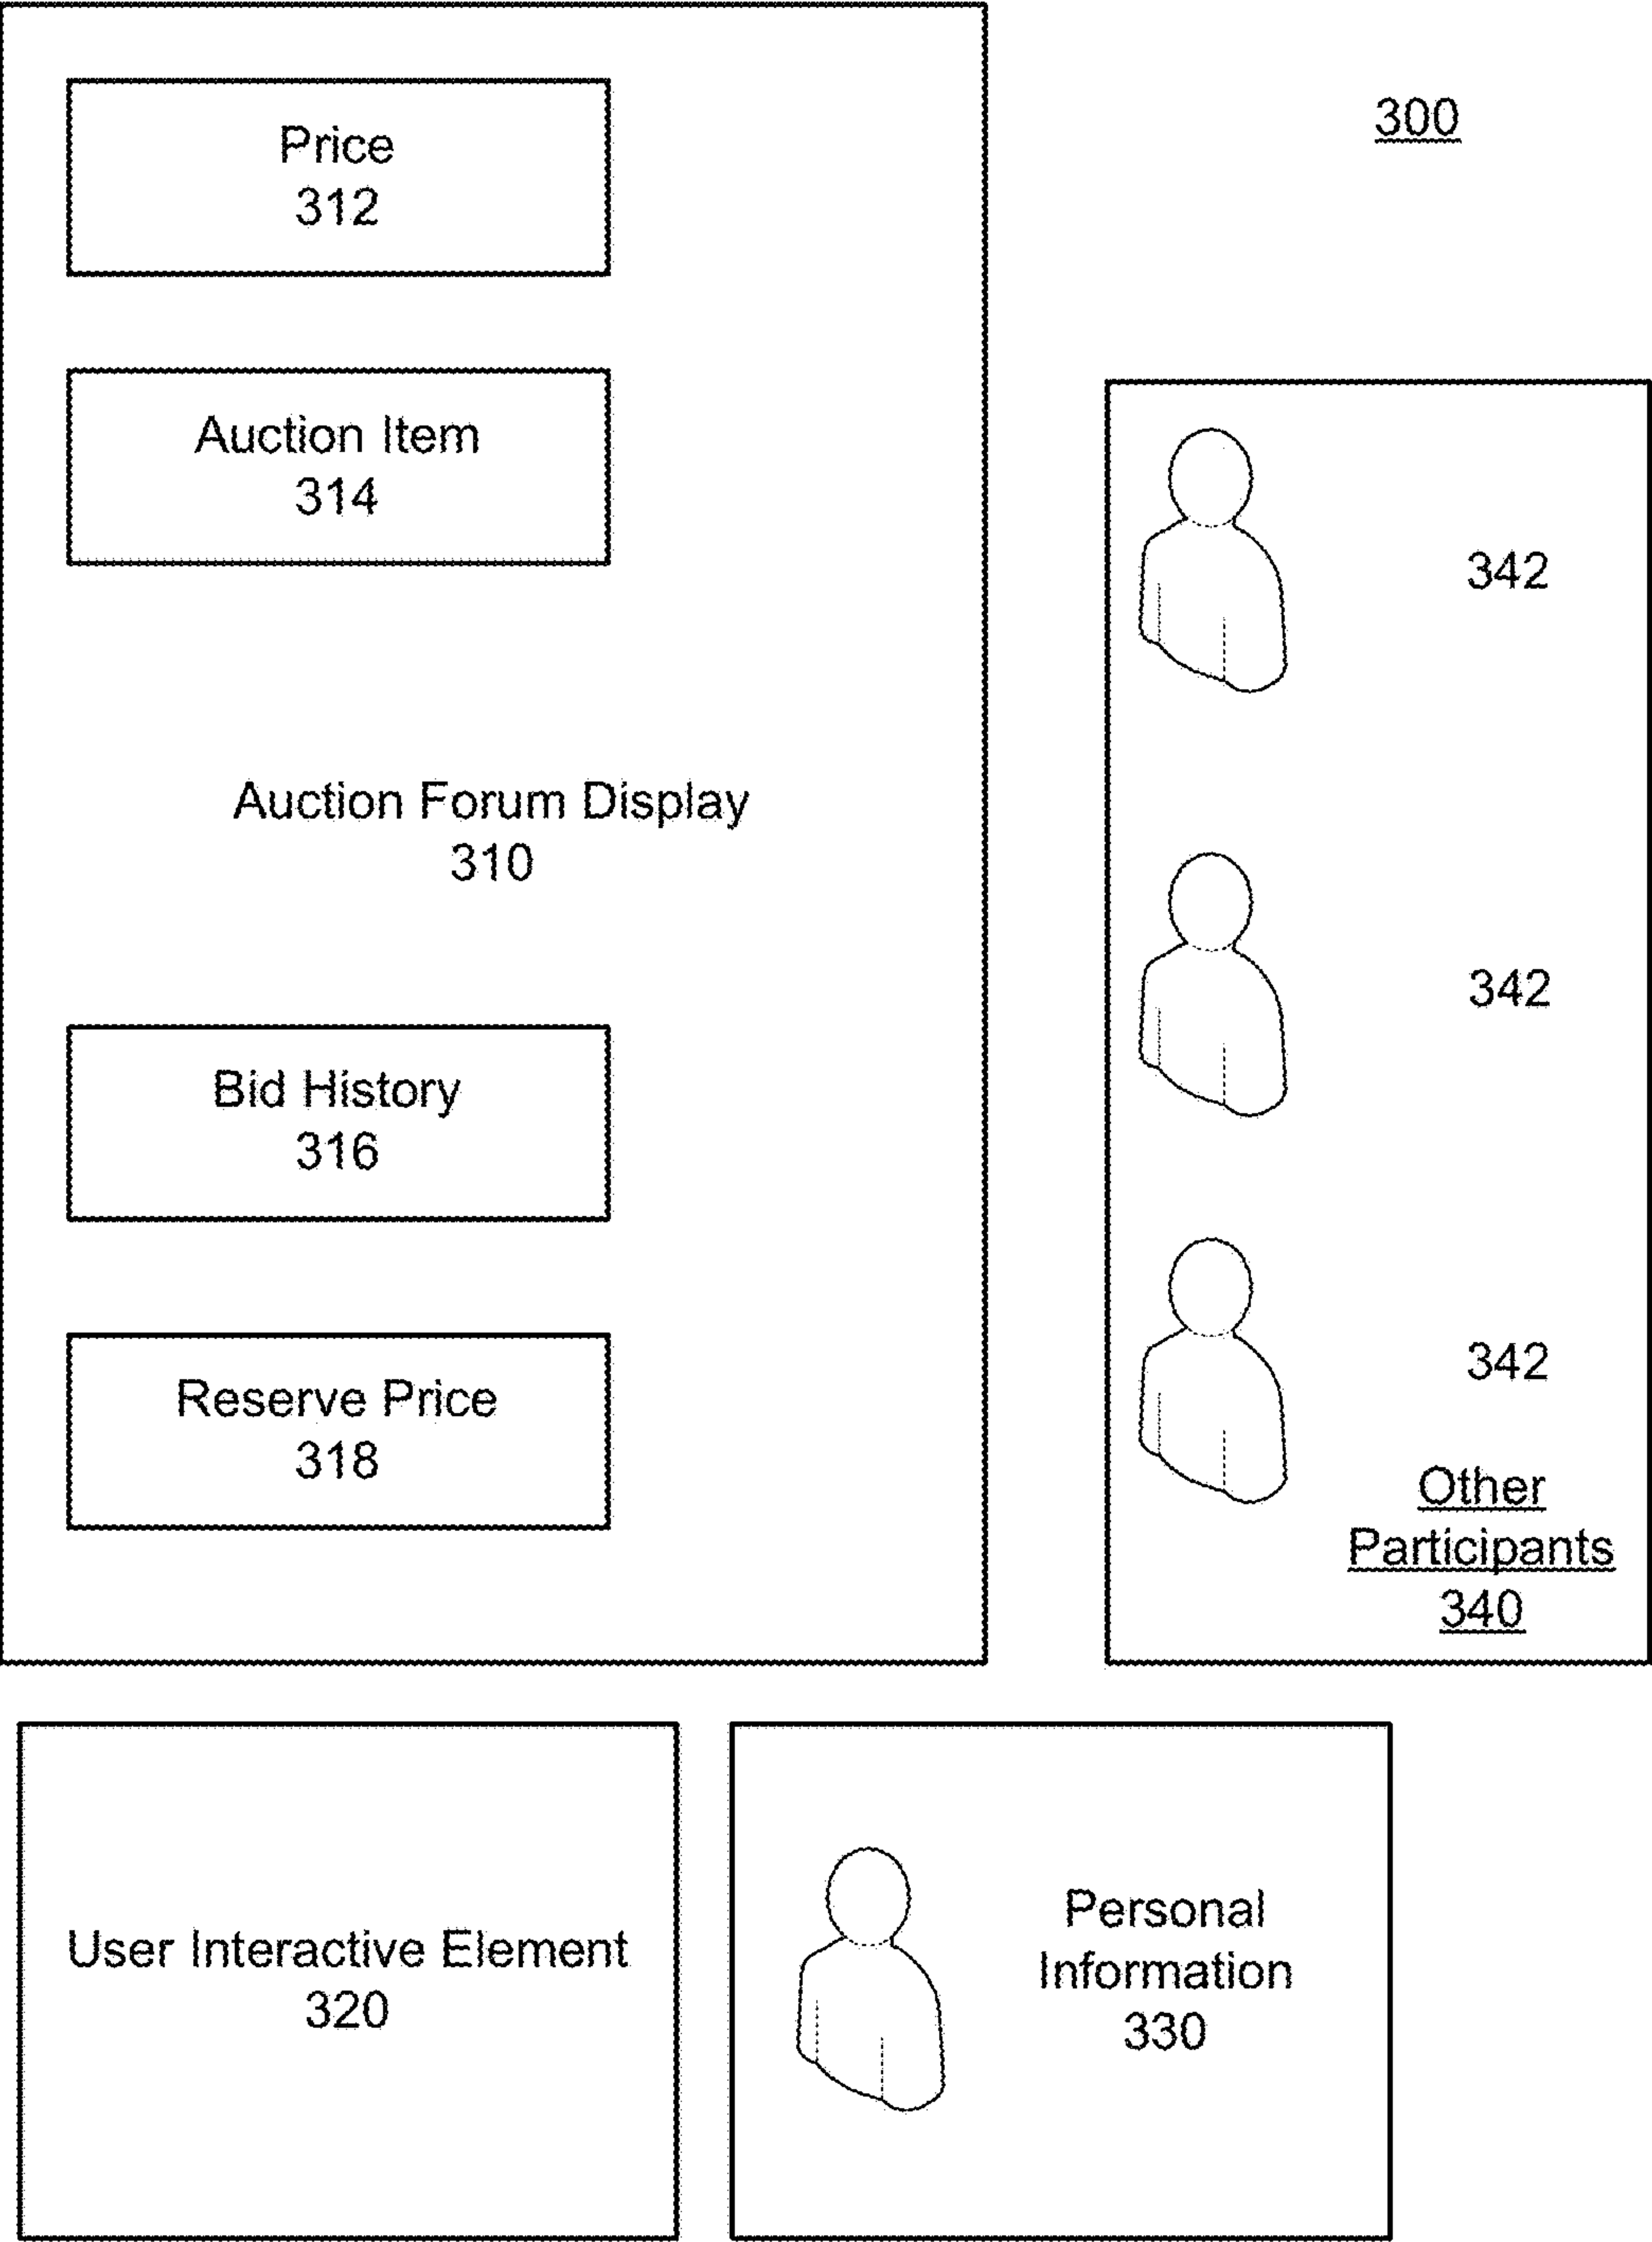 300
Price
312
Auction Item
314
Auction Forum Display
310
Bid History
316
Reserve Price
318
342
342
342
Other
Participants
340
User Interactive Element
320
Personal
Information
330